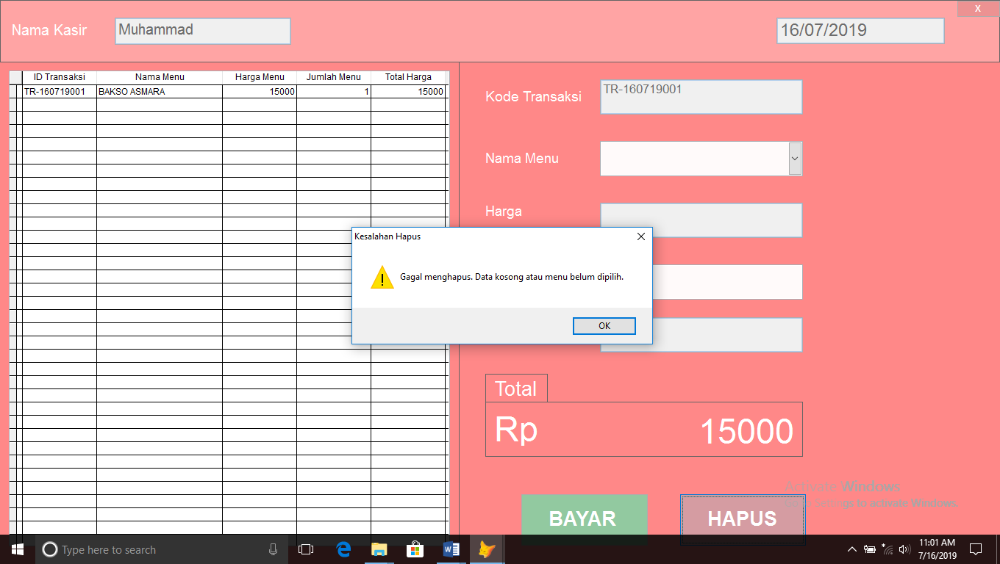 X
Nama Kasir
Muhammad
16/07/2019
ID Transaksi Nama Menu Harga Menu Jumlah Menu Total Harga
TR-160719001 BAKSO ASMARA 15000 1 15000
Kode Transaksi
TR-160719001
Nama Menu
Harga
Kesalahan Hapus
Gagal menghapus. Data kosong atau menu belum dipilih.
OK
Total
Rp 15000
Activate Windows
Go to Settings to activate Windows.
BAYAR
HAPUS
Type here to search
11:01 AM
7/16/2019